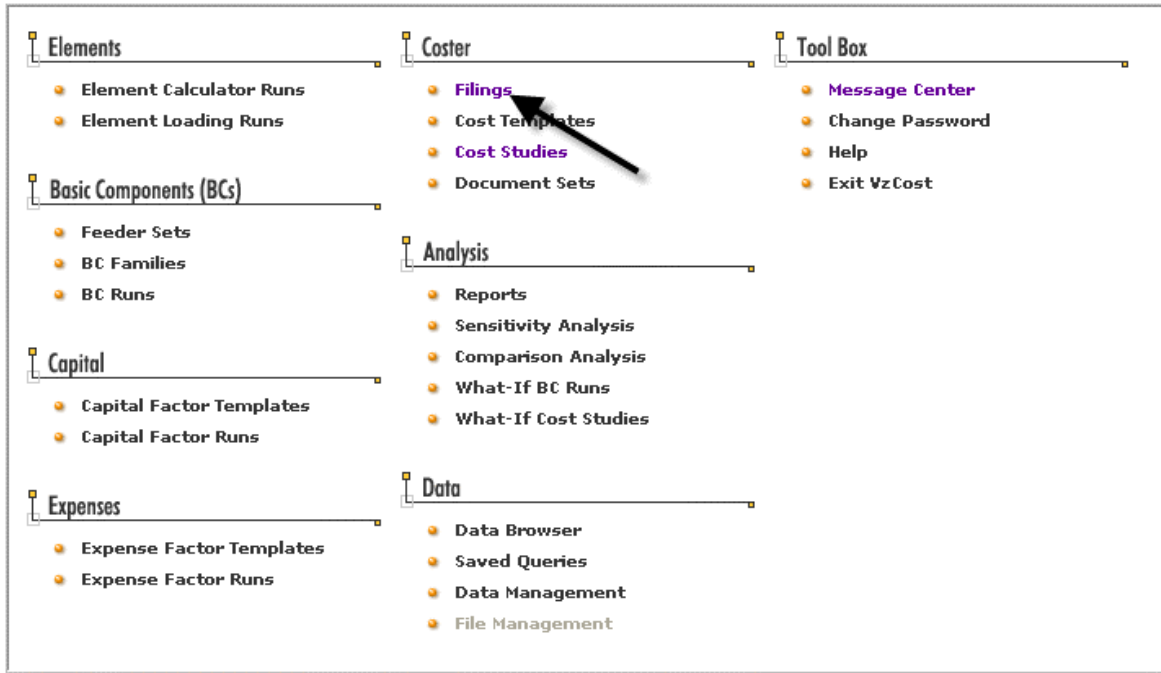 Elements
Element Calculator Runs
Element Loading Runs
Basic Components (BCs)
Feeder Sets
BC Families
BC Runs
Capital
Capital Factor Templates
Capital Factor Runs
Expenses
Expense Factor Templates
Expense Factor Runs
Coster
Filings
Cost Templates
Cost Studies
Document Sets
Analysis
Reports
Sensitivity Analysis
Comparison Analysis
What-If BC Runs
What-If Cost Studies
Data
Data Browser
Saved Queries
Data Management
File Management
Tool Box
Message Center
Change Password
Help
Exit VzCost